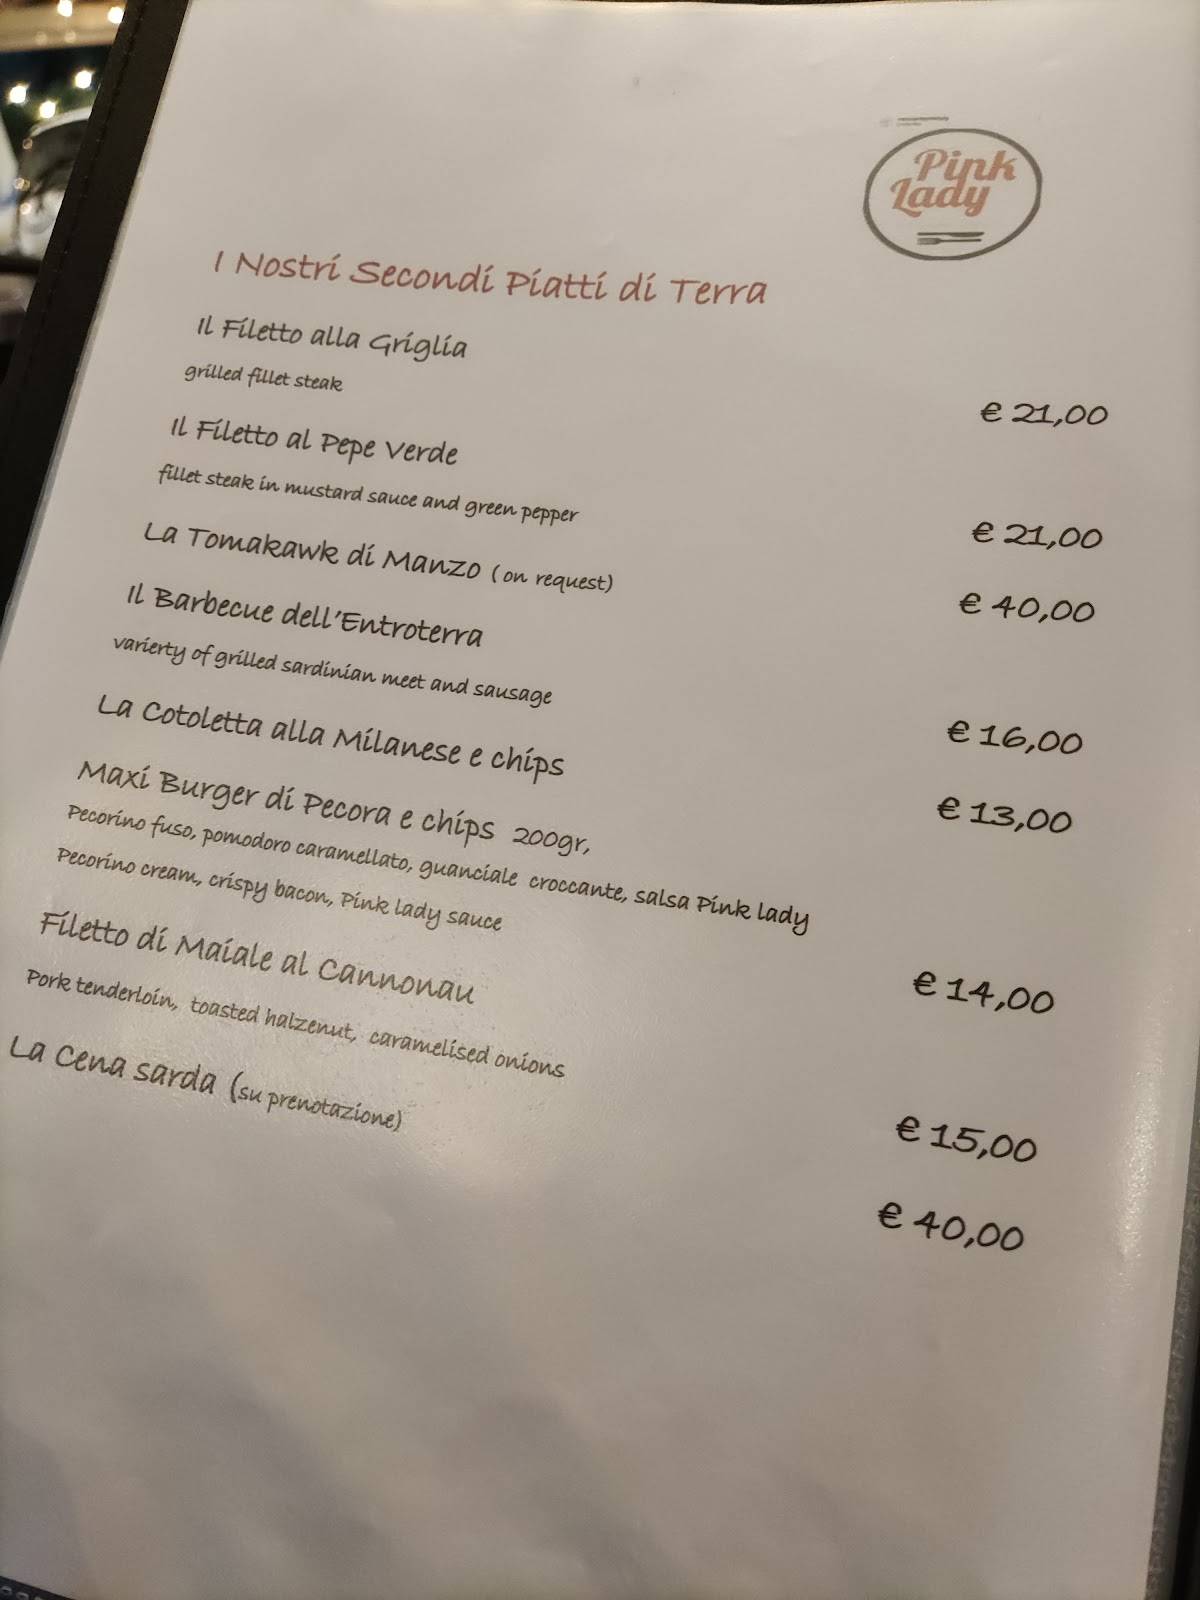 Pink
Lady
I Nostri Secondi Piatti di Terra
Il Filetto alla Griglia
grilled fillet steak
€ 21,00
Il Filetto al Pepe Verde
fillet steak in mustard sauce and green pepper
€ 21,00
La Tomakawk di Manzo (on request)
€ 40,00
Il Barbecue dell'Entroterra
varierty of grilled sardinian meet and sausage
€ 16,00
La Cotoletta alla Milanese e chips
€ 13,00
Maxi Burger di Pecora e chips 200gr,
Pecorino fuso, pomodoro caramellato, guanciale croccante, salsa Pink lady
Pecorino cream, crispy bacon, Pink lady sauce
€ 14,00
Filetto di Maiale al Cannonau
Pork tenderloin, toasted halzenut, caramelised onions
€ 15,00
La Cena sarda (su prenotazione)
€ 40,00